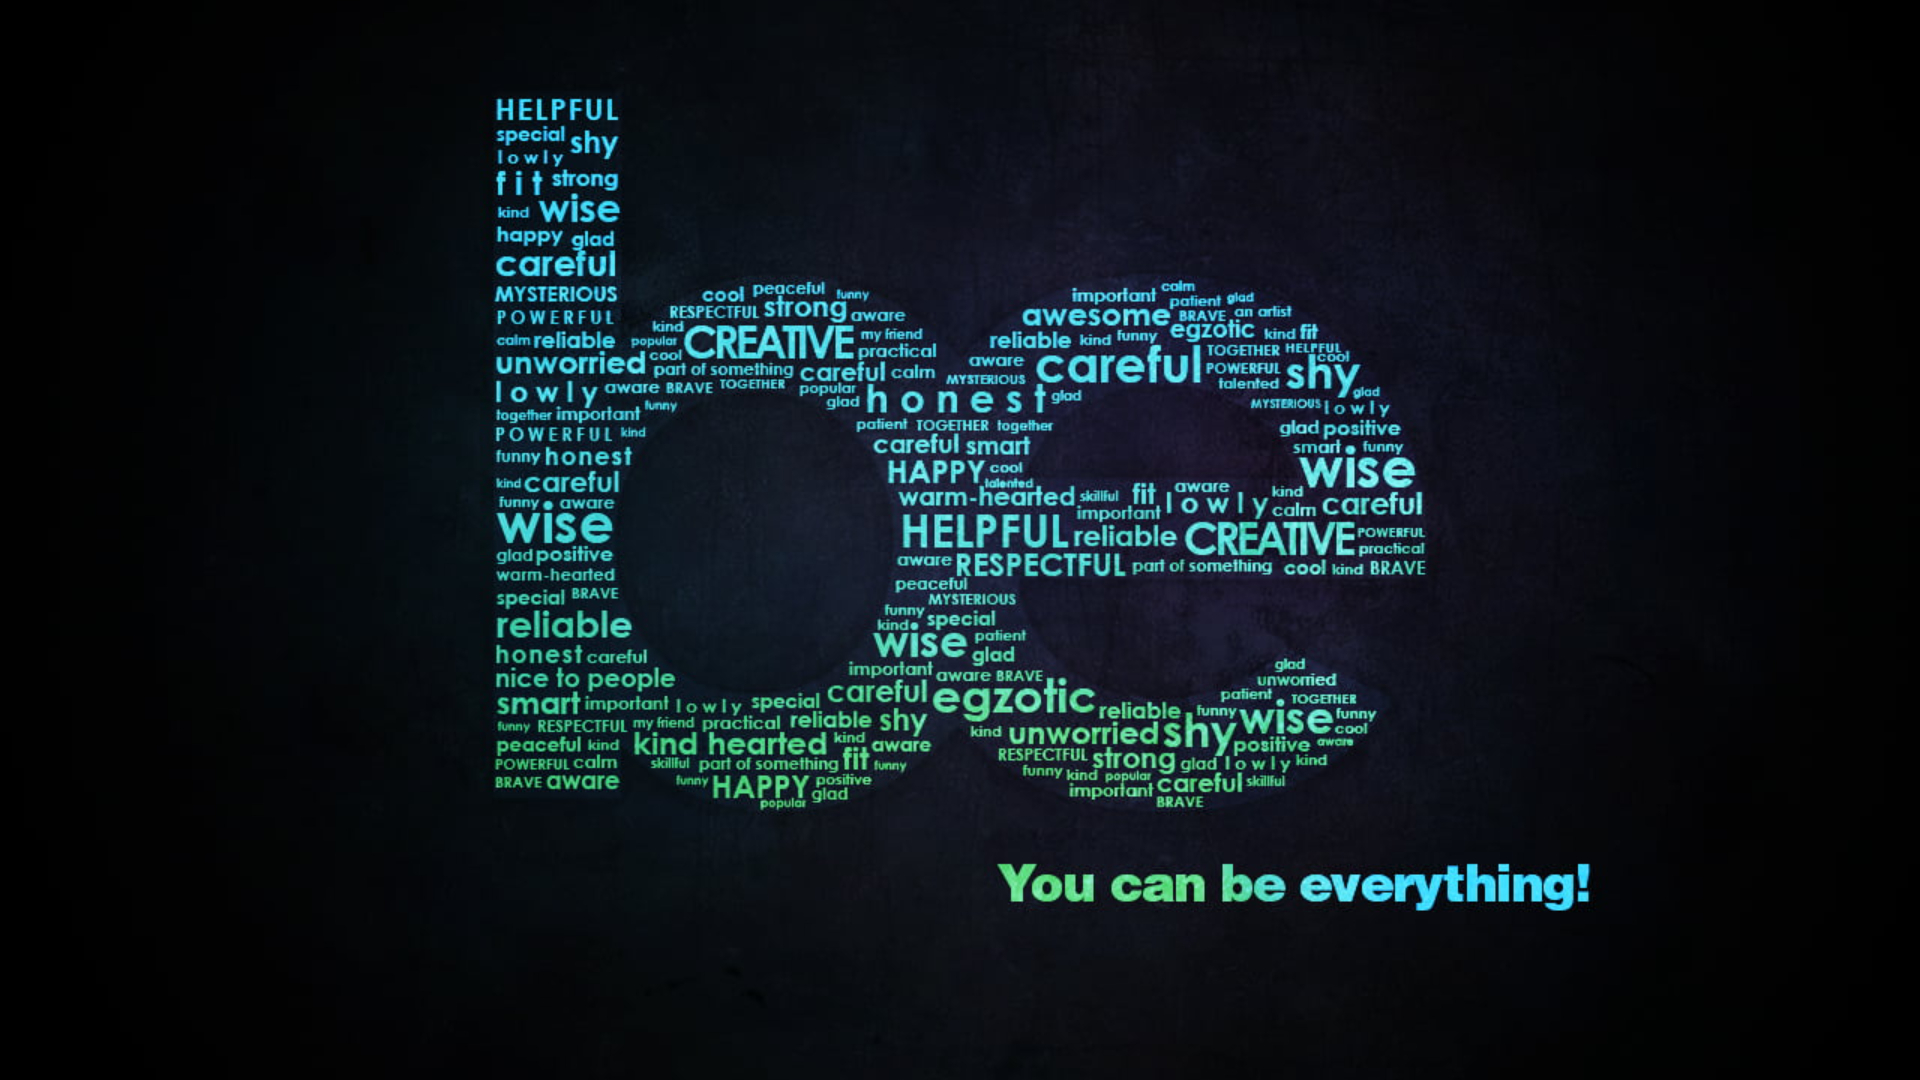 HELPFUL
special shy
lowly
fit strong
kind wise
happy glad
careful
MYSTERIOUS
POWERFUL
calm reliable
unworried
lowly aware BRAVE TOGETHER
together important funny
POWERFUL kind
funny honest
kind careful
funny aware
wise
glad positive
warm-hearted
special BRAVE
reliable
honest careful
nice to people
smart important lowly special careful
funny RESPECTFUL my friend practical reliable shy
peaceful kind kind hearted kind aware
POWERFUL calm skillful part of something fit funny
BRAVE aware funny HAPPY positive
popular glad
cool peaceful funny
RESPECTFUL strong aware
kind CREATIVE my friend
popular cool practical
part of something careful calm
popular glad honest glad
patient TOGETHER together
careful smart
HAPPY cool
talented
warm-hearted skillful fit aware
important lowly kind calm careful
HELPFUL reliable CREATIVE POWERFUL
practical
aware RESPECTFUL part of something cool kind BRAVE
peaceful
MYSTERIOUS
funny special
kind
wise patient
glad
important aware BRAVE
calm
important patient glad
awesome BRAVE an artist
reliable kind funny egzotic kind fit
aware careful TOGETHER HELPFUL
cool
MYSTERIOUS POWERFUL shy
talented glad
MYSTERIOUS lowly
glad positive
smart funny
wise
glad
unworried
patient TOGETHER
egzotic reliable funny wise funny
kind unworried shy cool
positive aware
RESPECTFUL strong glad lowly kind
funny kind popular careful skillful
important
BRAVE
You can be everything!